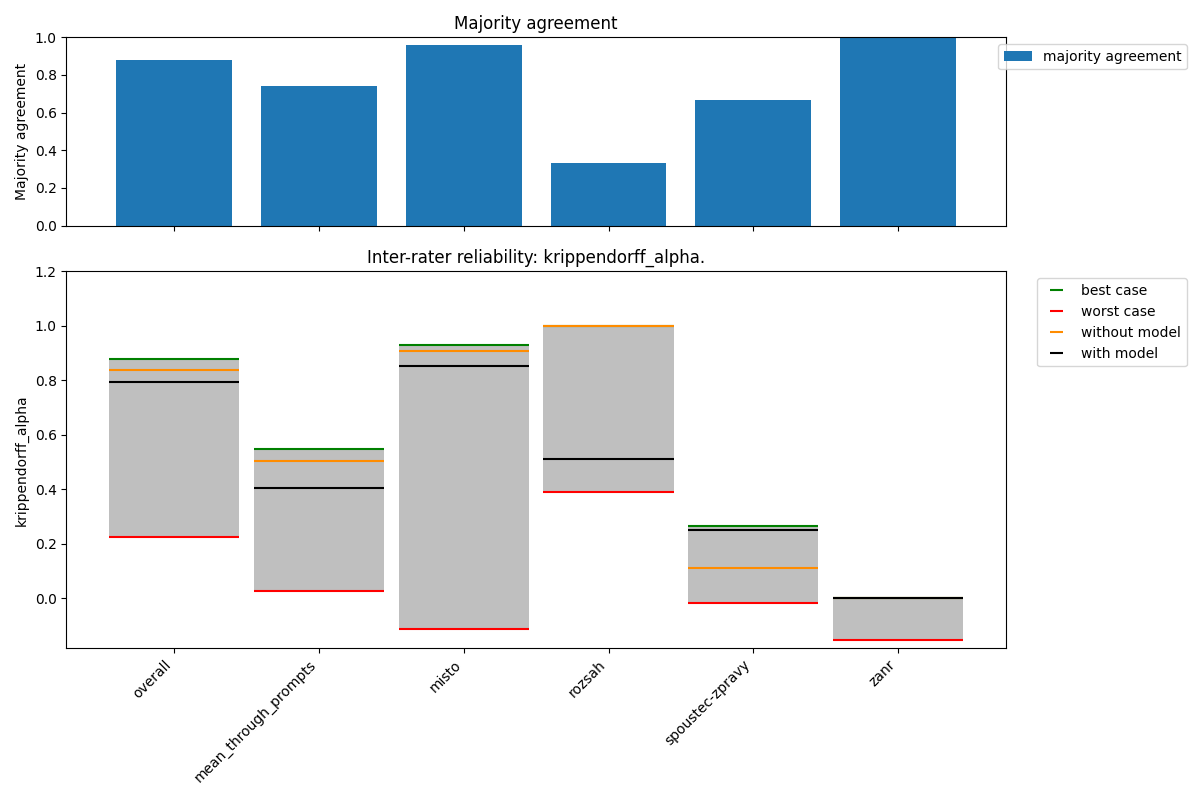 Majority agreement
1.0
0.8
0.6
0.4
0.2
0.0
Majority agreement
majority agreement
Inter-rater reliability: krippendorff_alpha.
1.2
1.0
0.8
0.6
0.4
0.2
0.0
krippendorff_alpha
best case
worst case
without model
with model
overall
mean_through_prompts
misto
rozsah
spoustec-zpravy
zanr